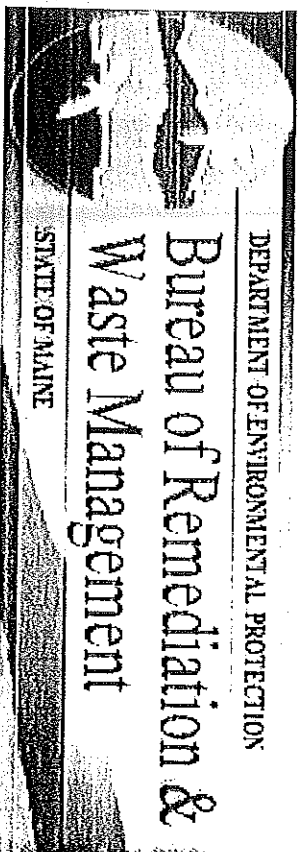 DEPARTMENT OF ENVIRONMENTAL PROTECTION
Bureau of Remediation &
Waste Management
STATE OF MAINE